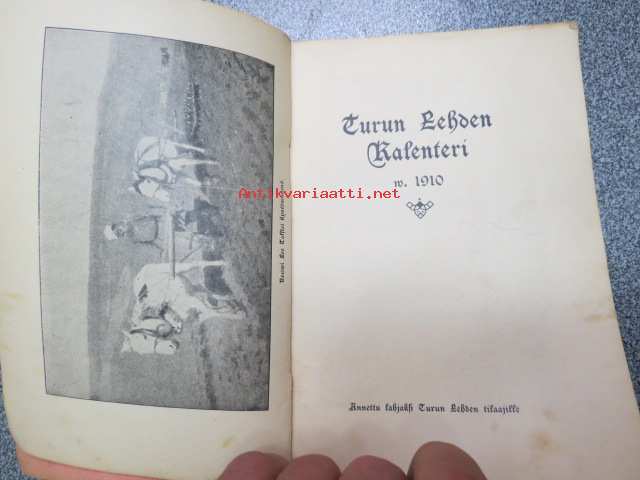 Turun Lehden
Kalenteri
w. 1910
Antikvariaatti.net
Annettu lahjaksi Turun Lehden tilaajille